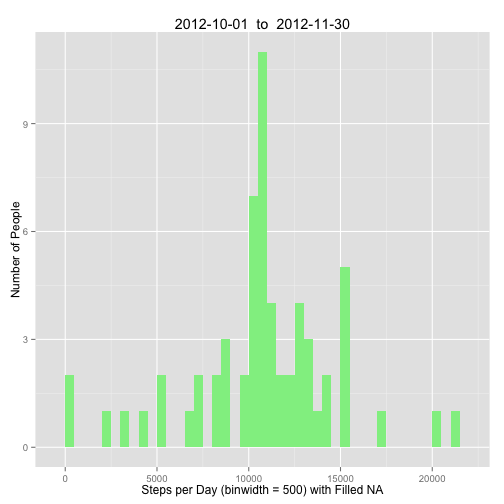 2012-10-01 to 2012-11-30
Number of People
9
6
3
0
0 5000 10000 15000 20000
Steps per Day (binwidth = 500) with Filled NA